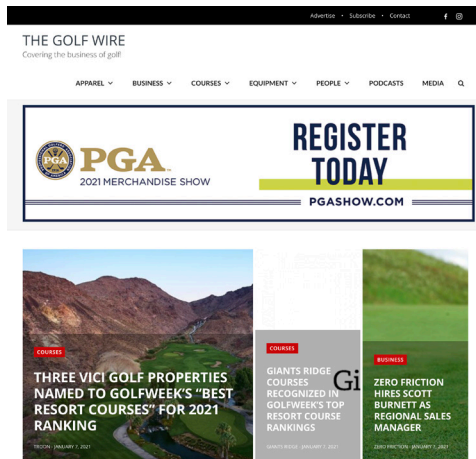 Advertise • Subscribe • Contact
THE GOLF WIRE
Covering the business of golf!
APPAREL BUSINESS COURSES EQUIPMENT PEOPLE PODCASTS MEDIA
PGA
2021 MERCHANDISE SHOW
REGISTER
TODAY
PGASHOW.COM
COURSES
THREE VICI GOLF PROPERTIES
NAMED TO GOLFWEEK'S “BEST
RESORT COURSES” FOR 2021
RANKING
TROON - JANUARY 7, 2021
COURSES
GIANTS RIDGE
COURSES
RECOGNIZED IN
GOLFWEEK'S TOP
RESORT COURSE
RANKINGS
GIANTS RIDGE - JANUARY 7, 2021
Gi
BUSINESS
ZERO FRICTION
HIRES SCOTT
BURNETT AS
REGIONAL SALES
MANAGER
ZERO FRICTION - JANUARY 7, 2021